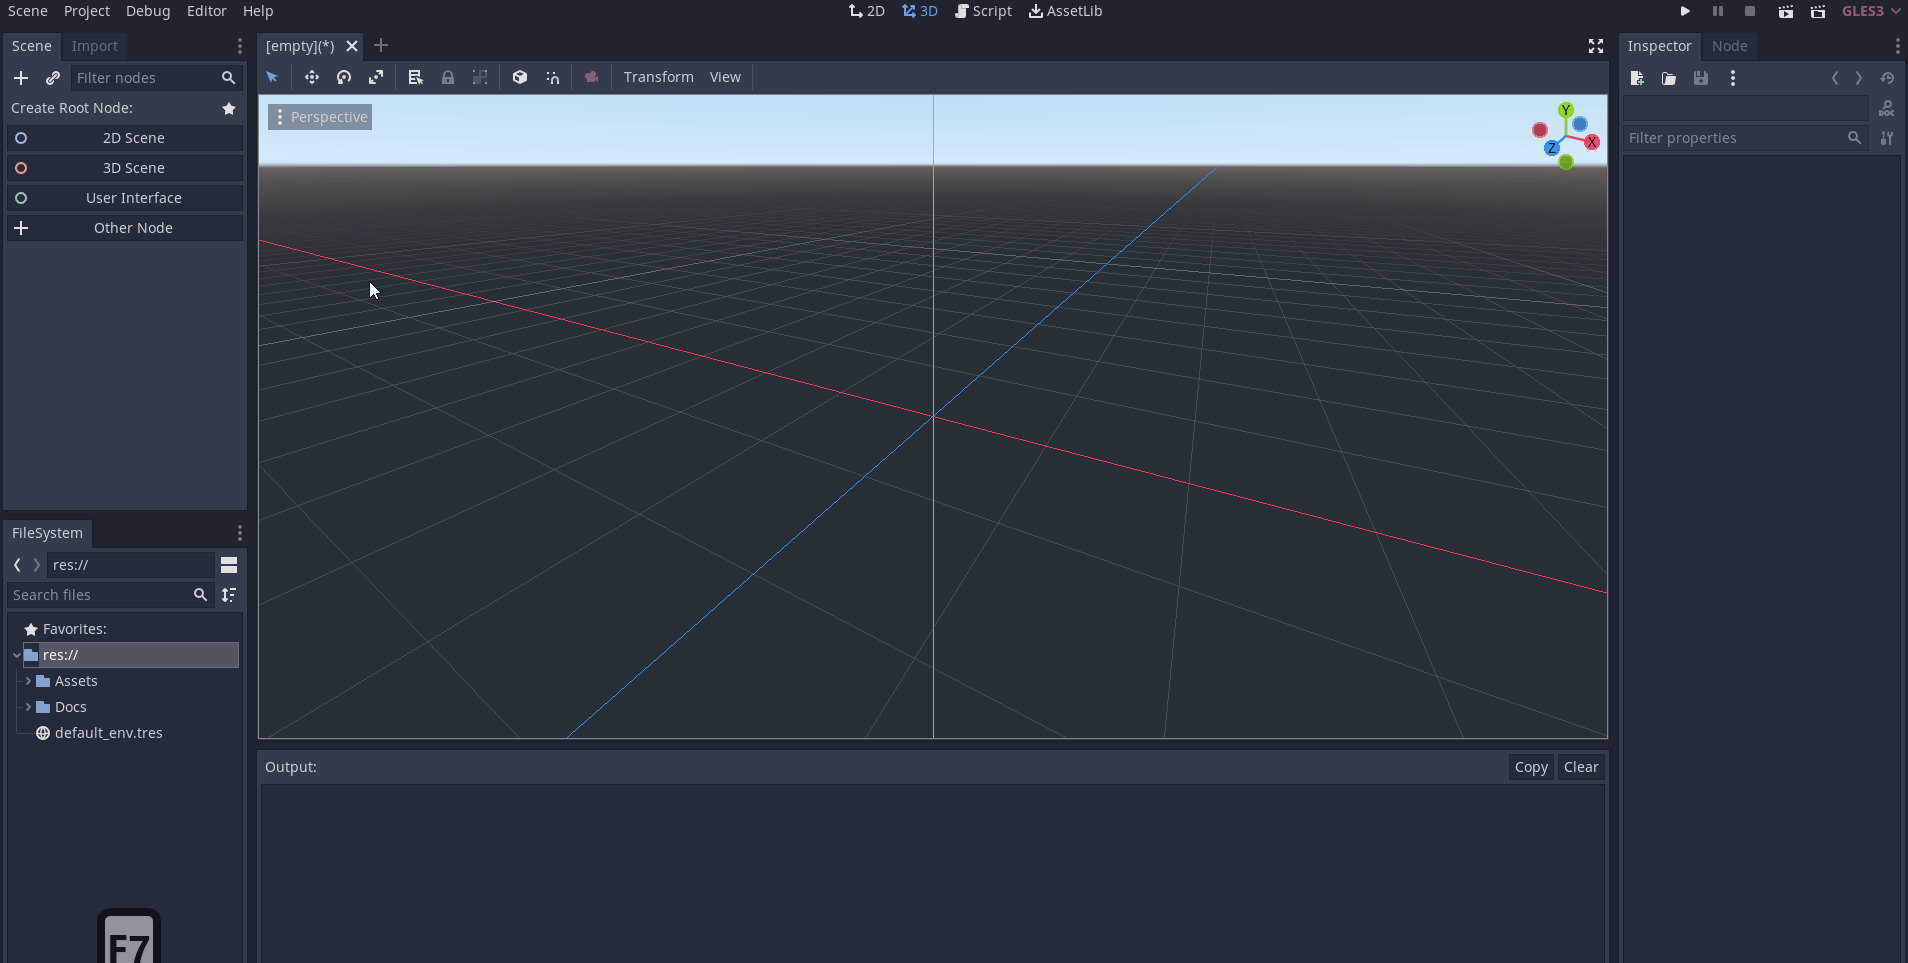 Scene Project Debug Editor Help
2D 3D Script AssetLib
GLES3
Scene Import
Filter nodes
Create Root Node:
2D Scene
3D Scene
User Interface
Other Node
FileSystem
res://
Search files
Favorites:
res://
Assets
Docs
default_env.tres
F7
[empty](*)
Transform View
Perspective
Y
X
Z
Output:
Copy Clear
Inspector Node
DOC
Filter properties